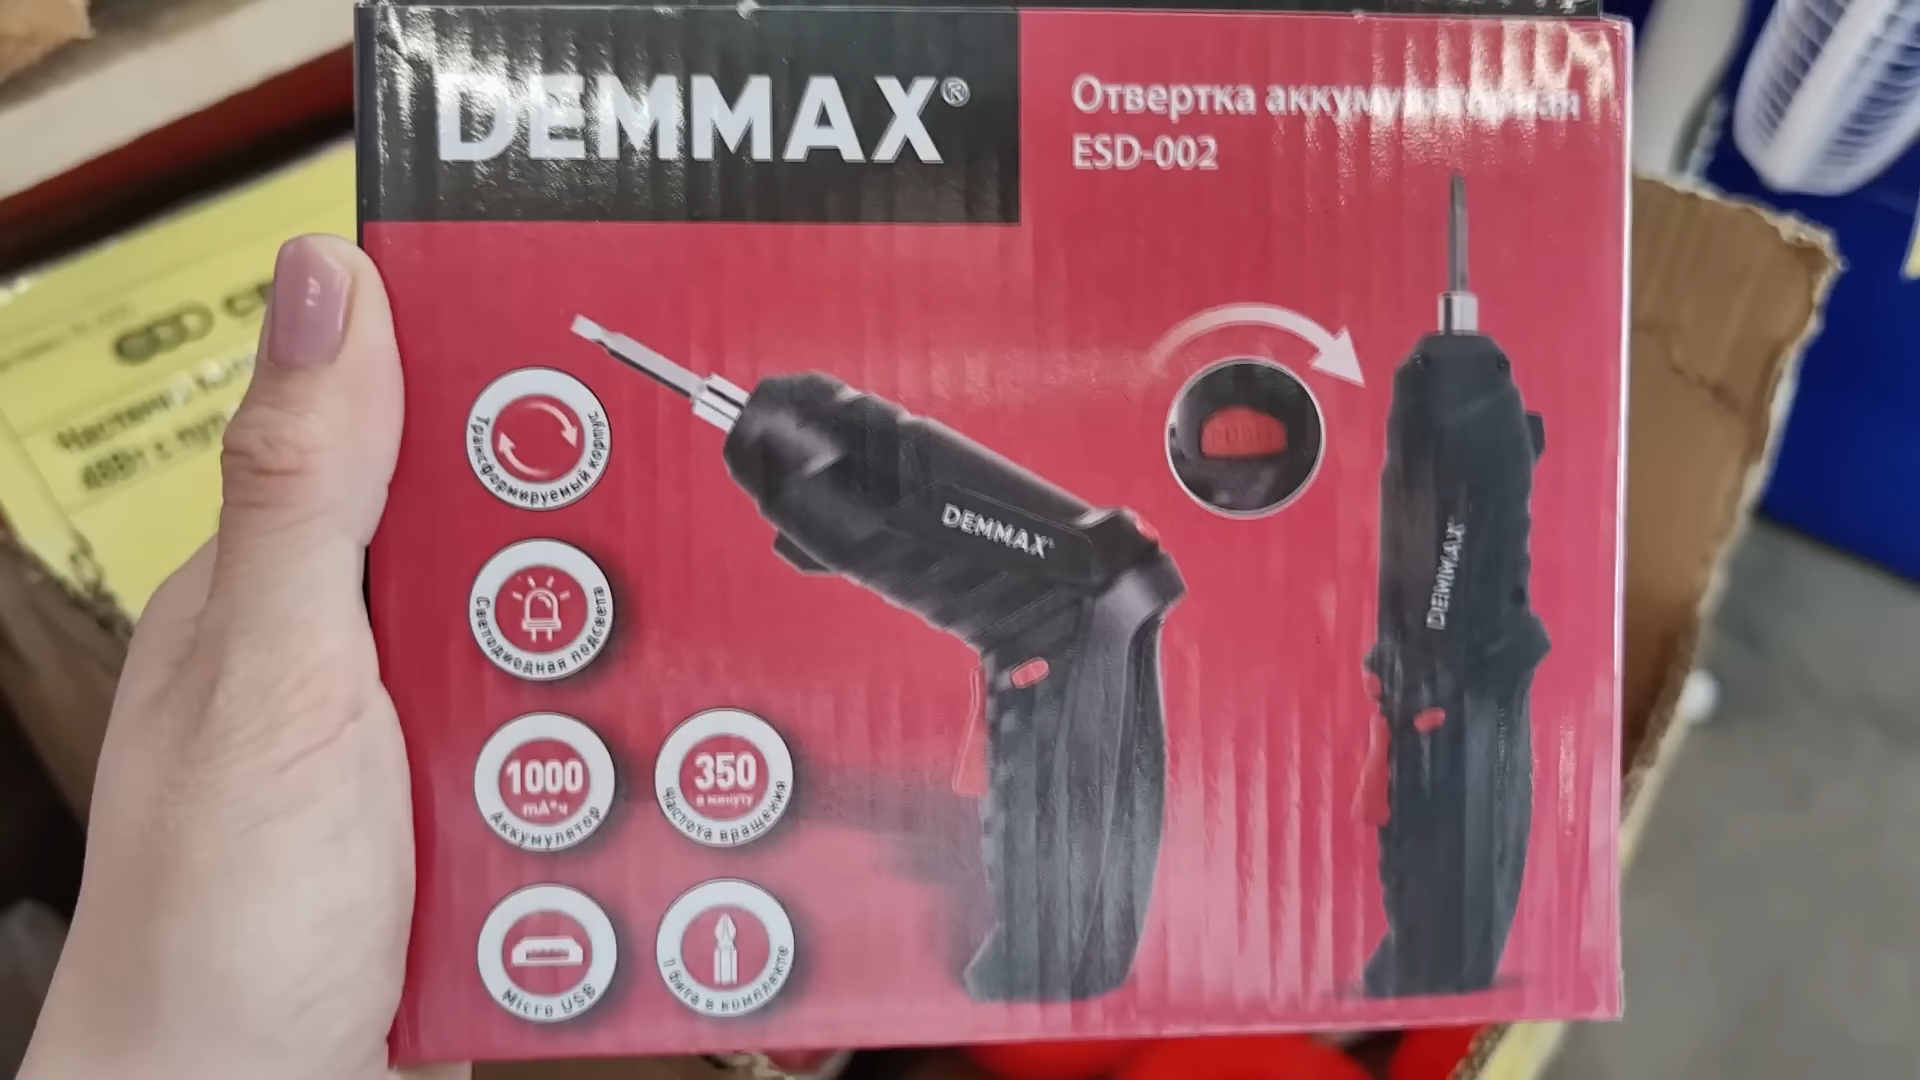 DEMMAX®
Отвертка аккумуляторная
ESD-002
Трансформируемый корпус
PUSH
DEMMAX
DEMMAX
Светодиодная подсветка
1000
mA*ч
Аккумулятор
350
в минуту
Частота вращения
Micro USB
1 бита в комплекте